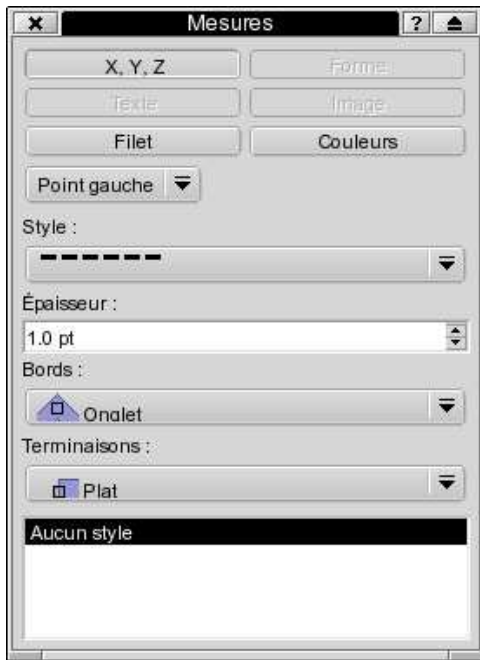 Mesures ?
X, Y, Z Forme
Texte Image
Filet Couleurs
Point gauche
Style :
Épaisseur :
1.0 pt
Bords :
Onglet
Terminaisons :
Plat
Aucun style